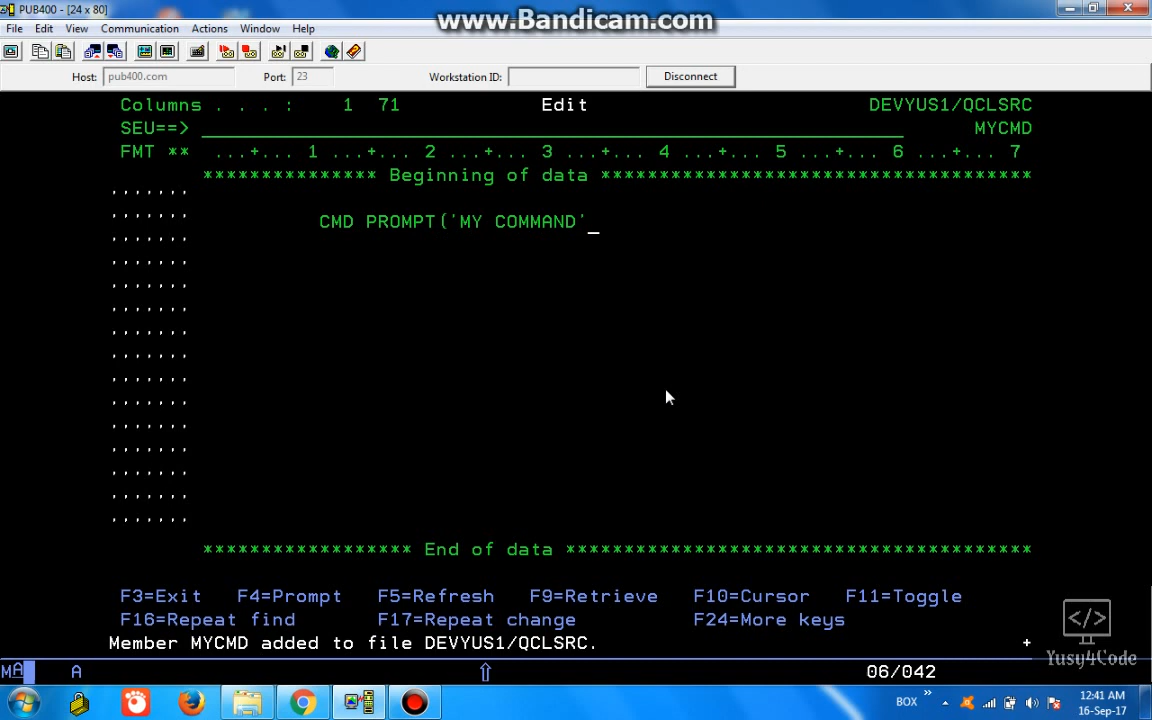 PUB400 - [24 x 80]
www.Bandicam.com
File Edit View Communication Actions Window Help
Host: pub400.com Port: 23 Workstation ID: Disconnect
Columns . . . : 1 71 Edit DEVYUS1/QCLSRC
SEU==> MYCMD
FMT ** ...+... 1 ...+... 2 ...+... 3 ...+... 4 ...+... 5 ...+... 6 ...+... 7
*************** Beginning of data *************************************
'''''''
'''''''
CMD PROMPT('MY COMMAND'_
'''''''
'''''''
'''''''
'''''''
'''''''
'''''''
'''''''
'''''''
'''''''
'''''''
'''''''
'''''''
'''''''
****************** End of data ****************************************
F3=Exit F4=Prompt F5=Refresh F9=Retrieve F10=Cursor F11=Toggle
F16=Repeat find F17=Repeat change F24=More keys
Member MYCMD added to file DEVYUS1/QCLSRC. +
</> Yusy4Code
MA A 06/042
BOX 12:41 AM
16-Sep-17